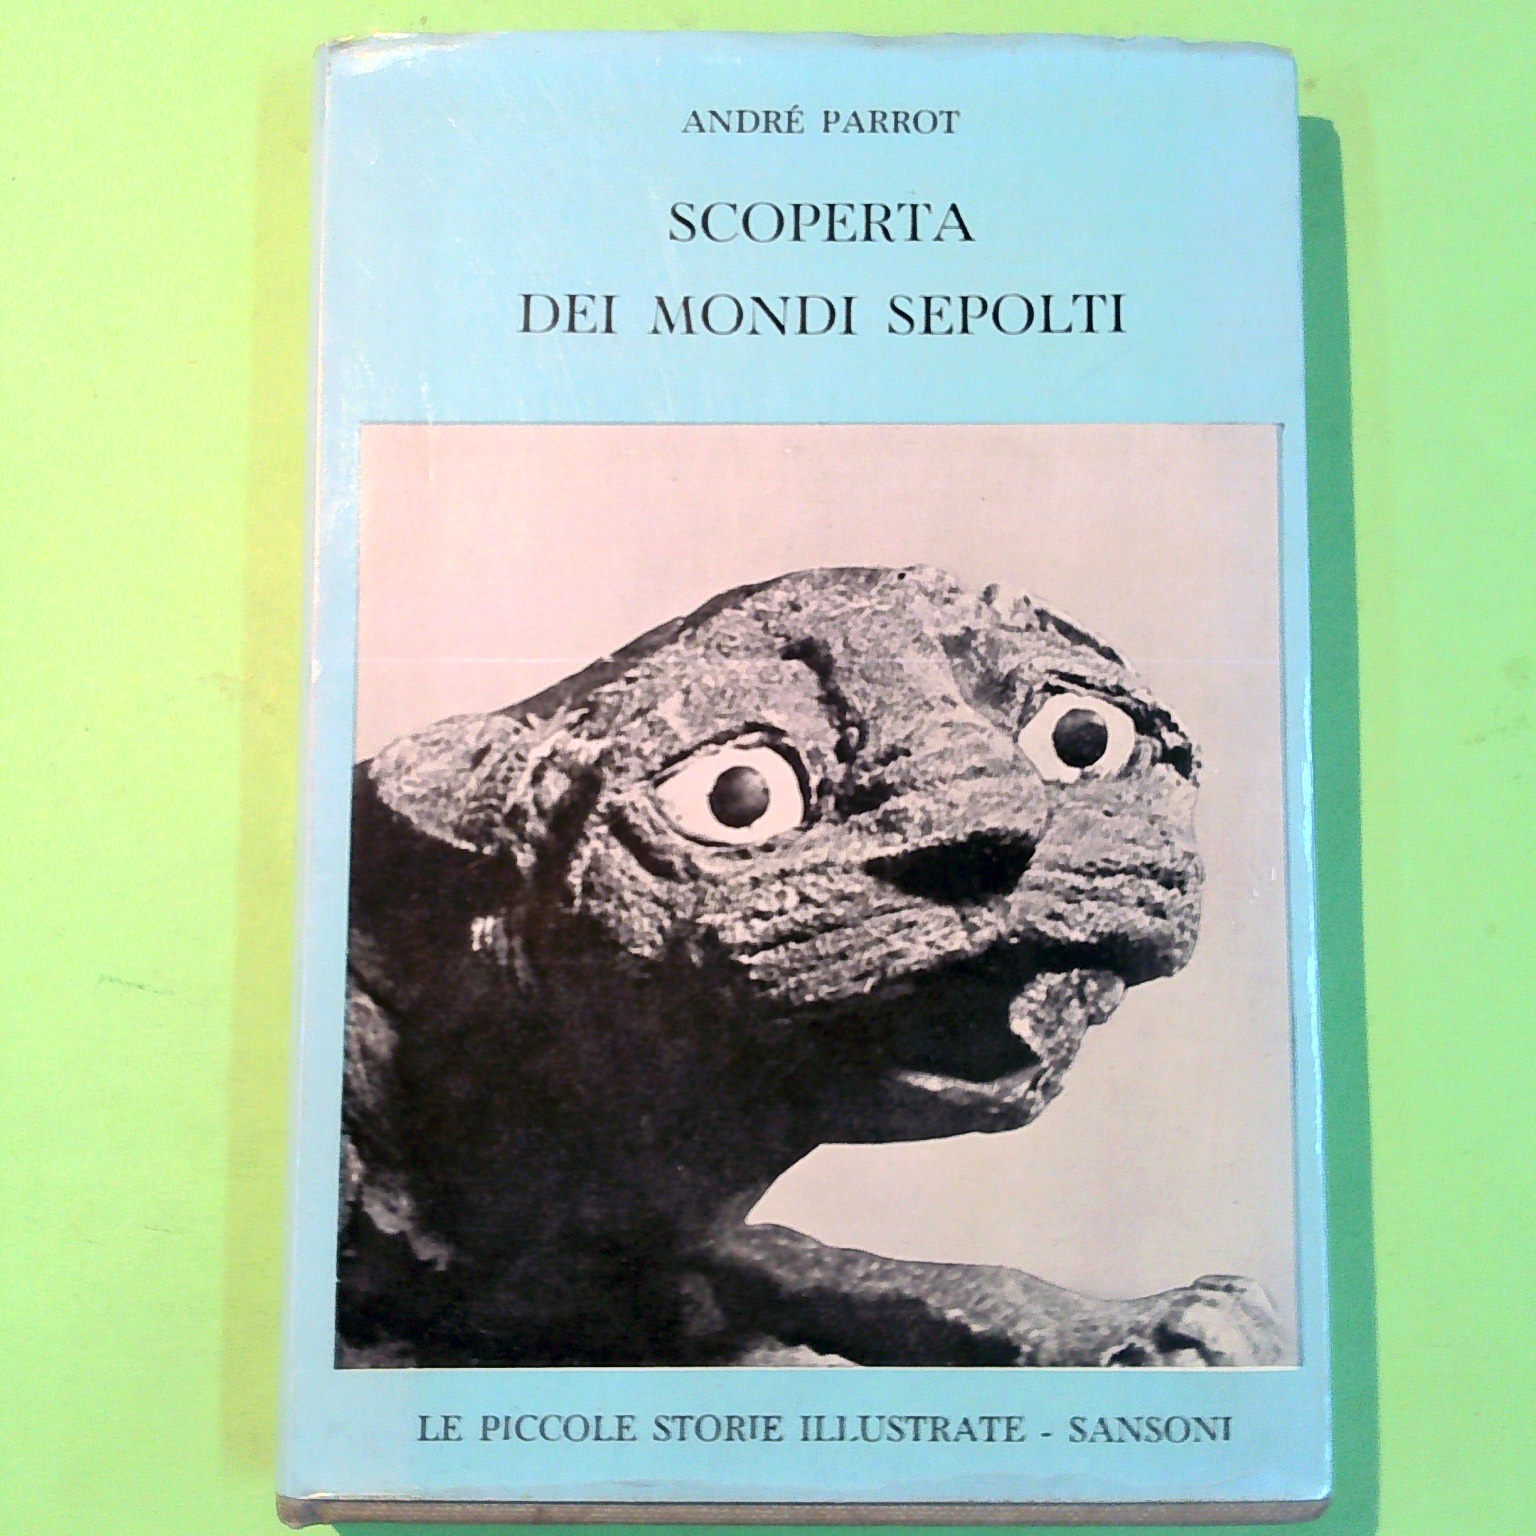 ANDRÉ PARROT
SCOPERTA
DEI MONDI SEPOLTI
LE PICCOLE STORIE ILLUSTRATE - SANSONI